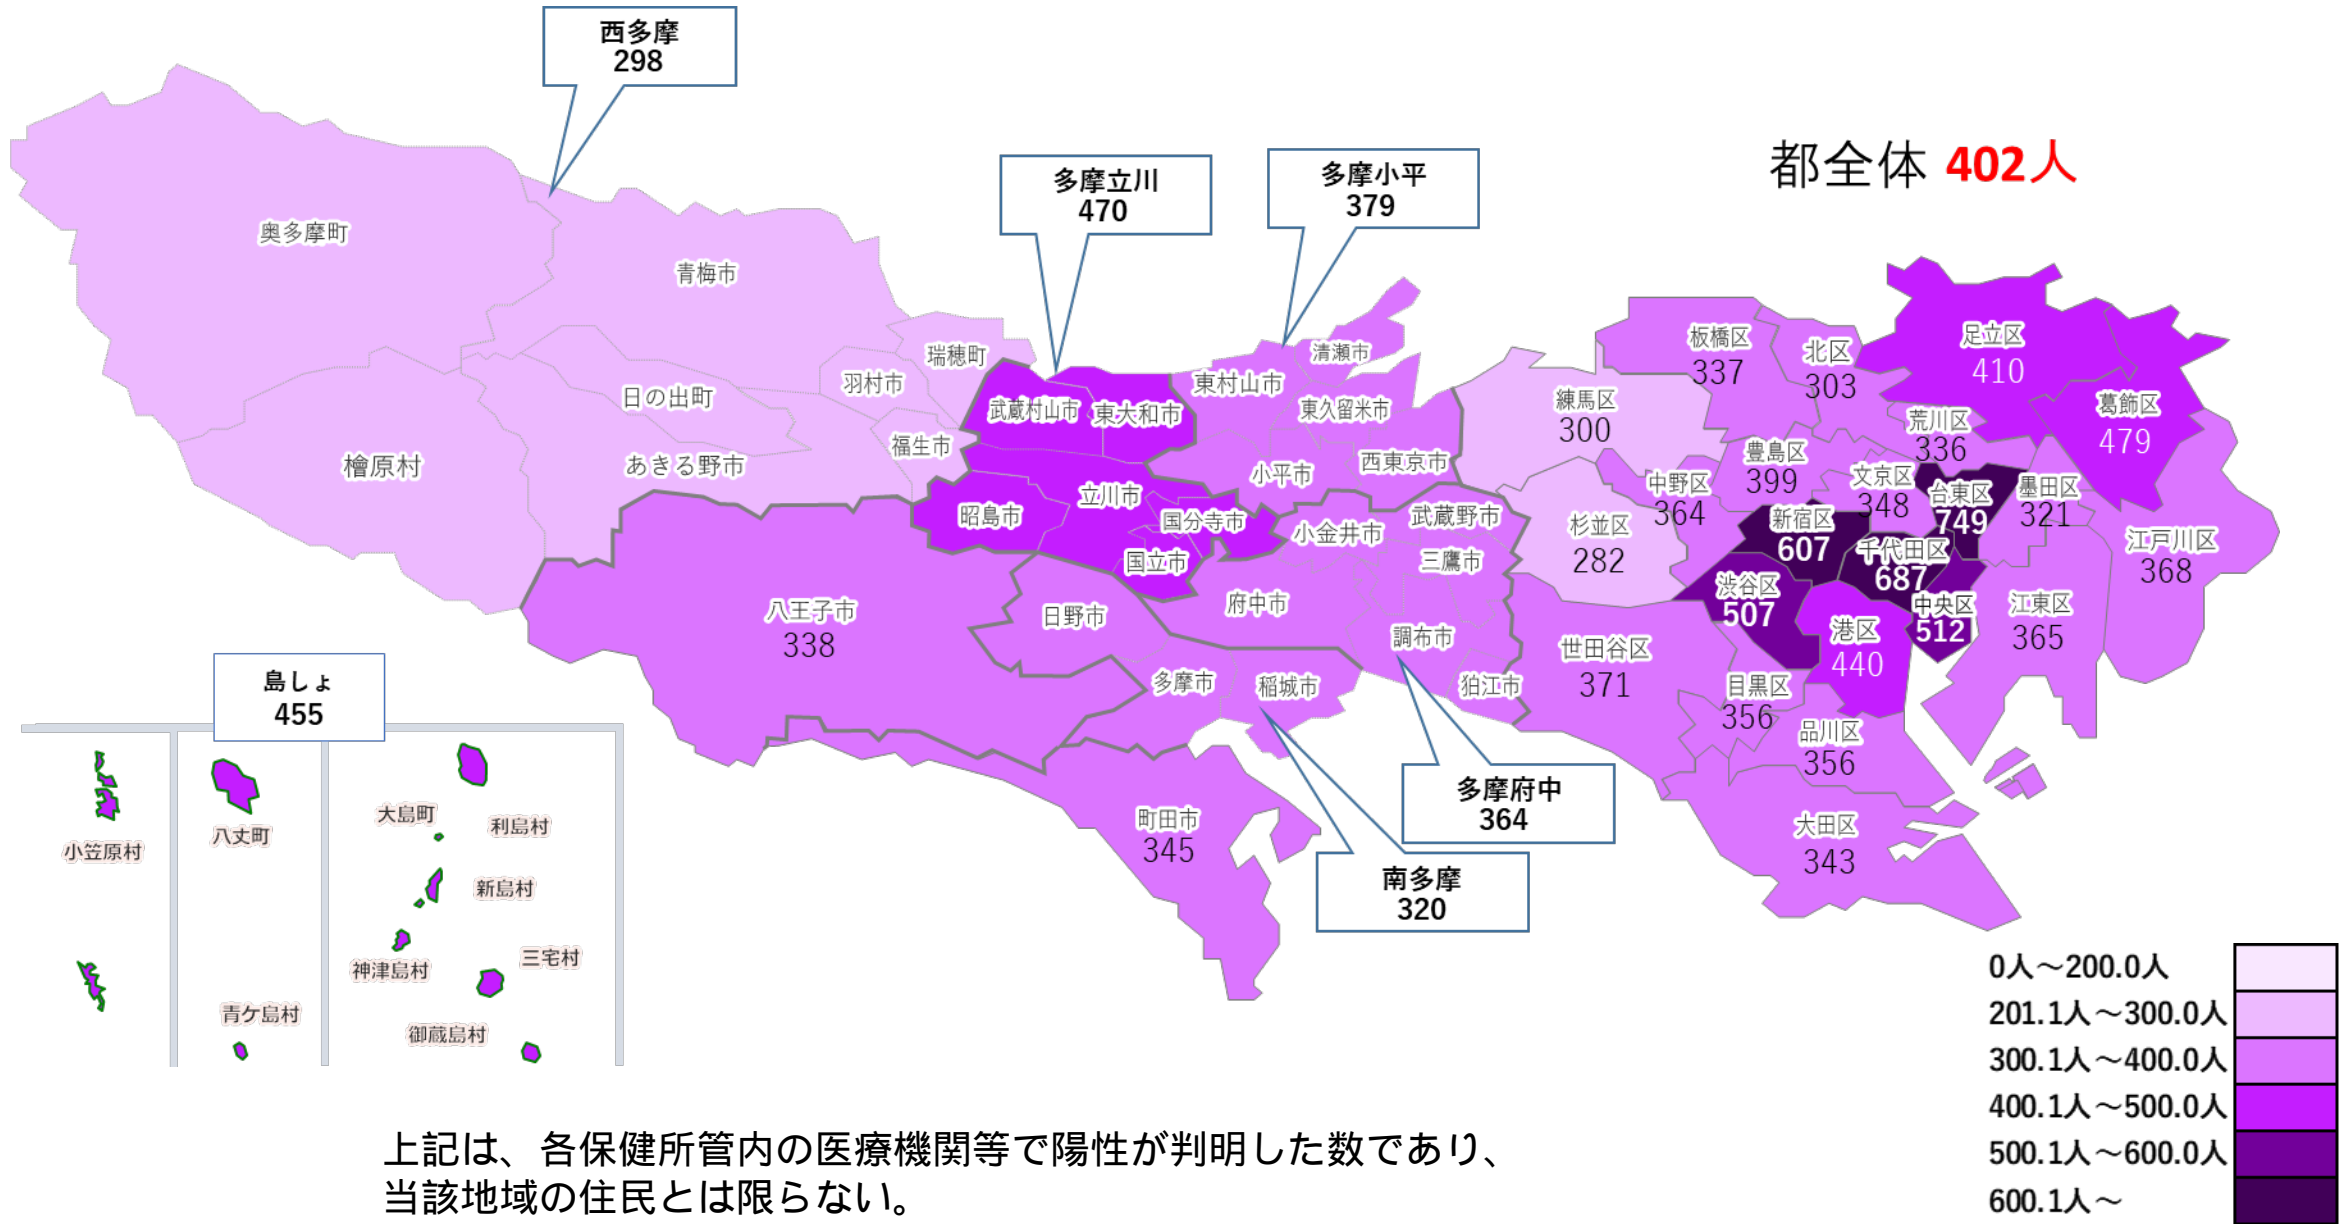 西多摩
298
多摩立川
470
多摩小平
379
都全体 402人
奥多摩町
青梅市
瑞穂町
羽村市
日の出町
福生市
あきる野市
檜原村
武蔵村山市
東大和市
東村山市
清瀬市
東久留米市
小平市
西東京市
立川市
昭島市
国分寺市
国立市
小金井市
武蔵野市
三鷹市
府中市
調布市
狛江市
八王子市
338
日野市
多摩市
稲城市
町田市
345
多摩府中
364
南多摩
320
板橋区
337
北区
303
足立区
410
葛飾区
479
練馬区
300
荒川区
336
豊島区
399
文京区
348
台東区
749
墨田区
321
中野区
364
杉並区
282
新宿区
607
千代田区
687
江戸川区
368
渋谷区
507
中央区
512
江東区
365
港区
440
世田谷区
371
目黒区
356
品川区
356
大田区
343
島しょ
455
小笠原村
八丈町
青ケ島村
大島町
利島村
新島村
神津島村
三宅村
御蔵島村
0人～200.0人
201.1人～300.0人
300.1人～400.0人
400.1人～500.0人
500.1人～600.0人
600.1人～
上記は、各保健所管内の医療機関等で陽性が判明した数であり、
当該地域の住民とは限らない。